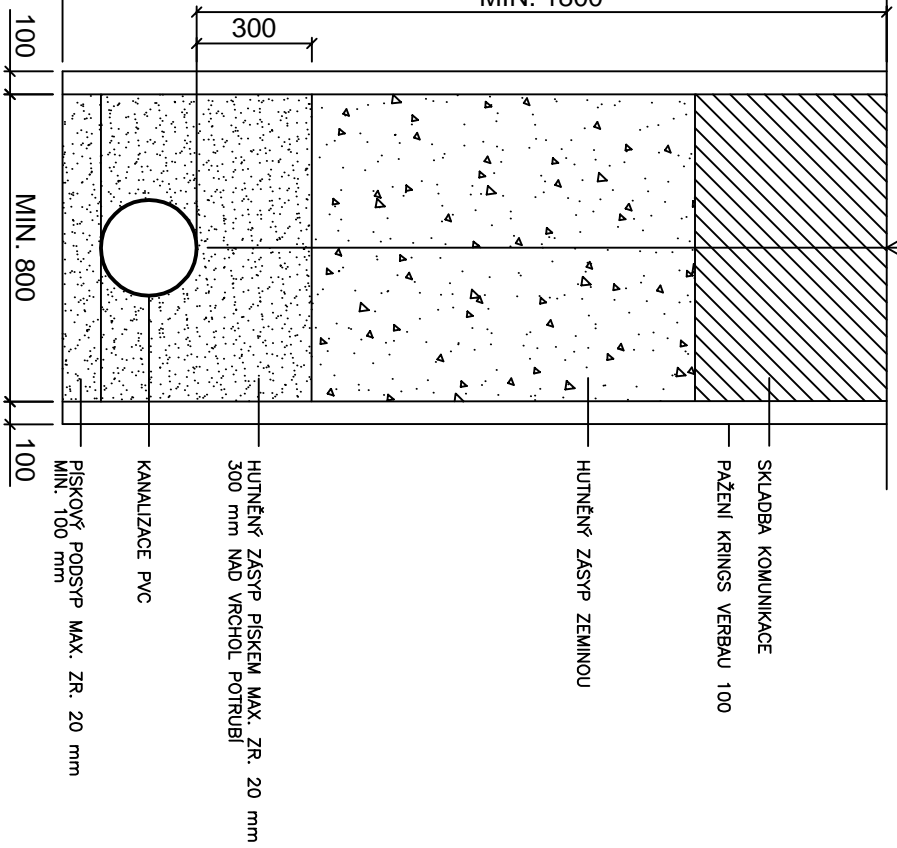 MIN. 1800
300
100
MIN. 800
100
SKLADBA KOMUNIKACE
PAŽENÍ KRINGS VERBAU 100
HUTNĚNÝ ZÁSYP ZEMINOU
HUTNĚNÝ ZÁSYP PÍSKEM MAX. ZR. 20 mm
300 mm NAD VRCHOL POTRUBÍ
KANALIZACE PVC
PÍSKOVÝ PODSYP MAX. ZR. 20 mm
MIN. 100 mm